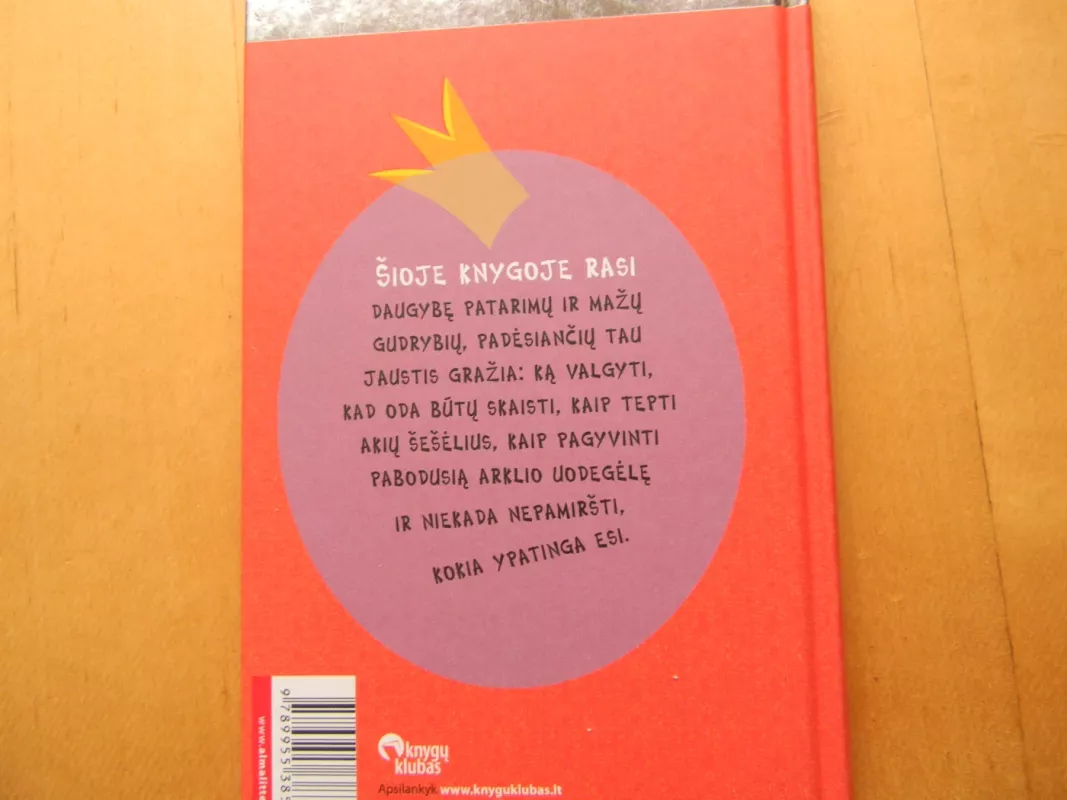 ŠIOJE KNYGOJE RASI
DAUGYBĘ PATARIMŲ IR MAŽŲ
GUDRYBIŲ, PADĖSIANČIŲ TAU
JAUSTIS GRAŽIA: KĄ VALGYTI,
KAD ODA BŪTŲ SKAISTI, KAIP TEPTI
AKIŲ ŠEŠĖLIUS, KAIP PAGYVINTI
PABODUSIĄ ARKLIO UODEGĖLĘ
IR NIEKADA NEPAMIRŠTI,
KOKIA YPATINGA ESI.
knygų
klubas
Apsilankyk www.knyguklubas.lt